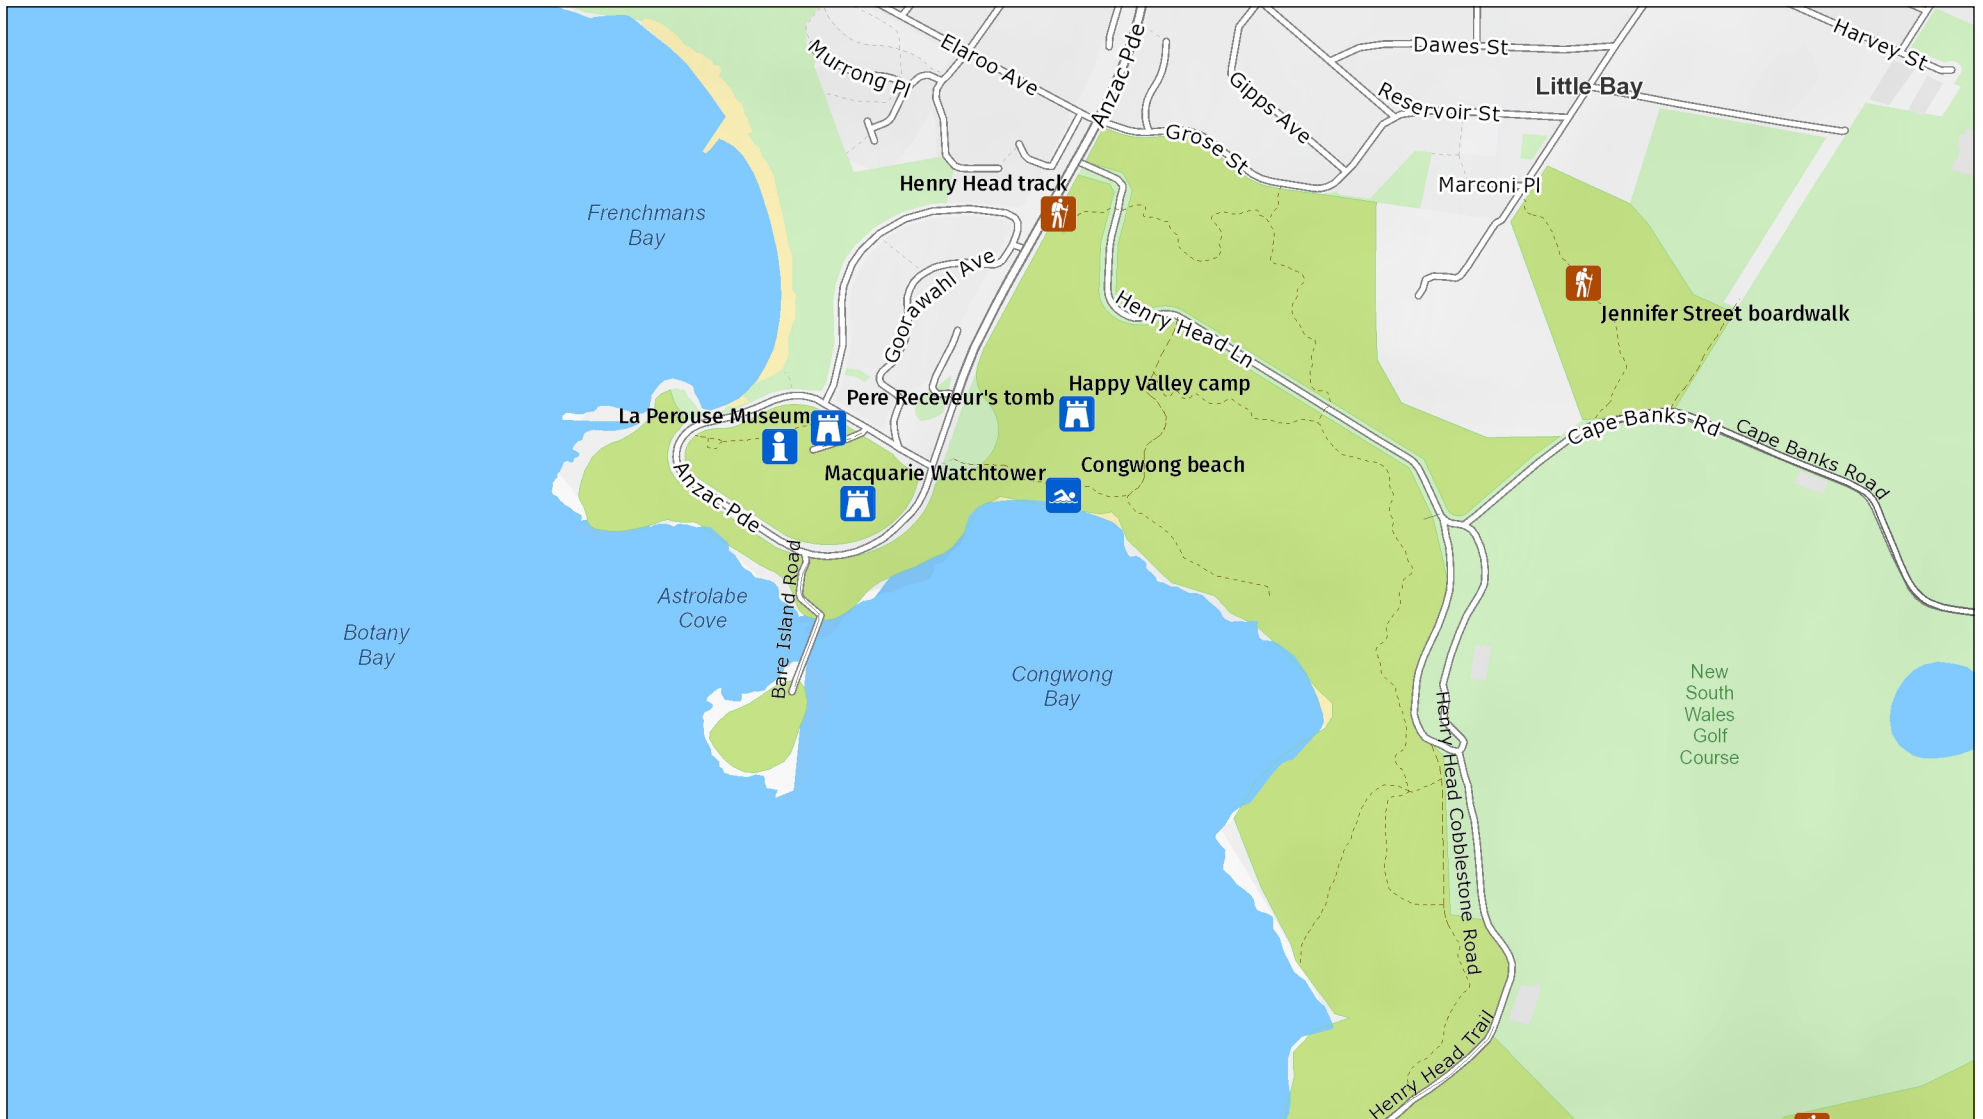 Elaroo Ave
Anzac Pde
Dawes St
Harvey St
Murrong Pl
Gipps Ave
Reservoir St
Little Bay
Grose St
Henry Head track
Marconi Pl
Frenchmans
Bay
Goorawahl Ave
Henry Head Ln
Jennifer Street boardwalk
Happy Valley camp
Pere Receveur's tomb
La Perouse Museum
Cape Banks Rd
Cape Banks Road
Macquarie Watchtower
Congwong beach
Anzac Pde
Bare Island Road
Astrolabe
Cove
Botany
Bay
Congwong
Bay
New
South
Wales
Golf
Course
Henry Head Cobblestone Road
Henry Head Trail